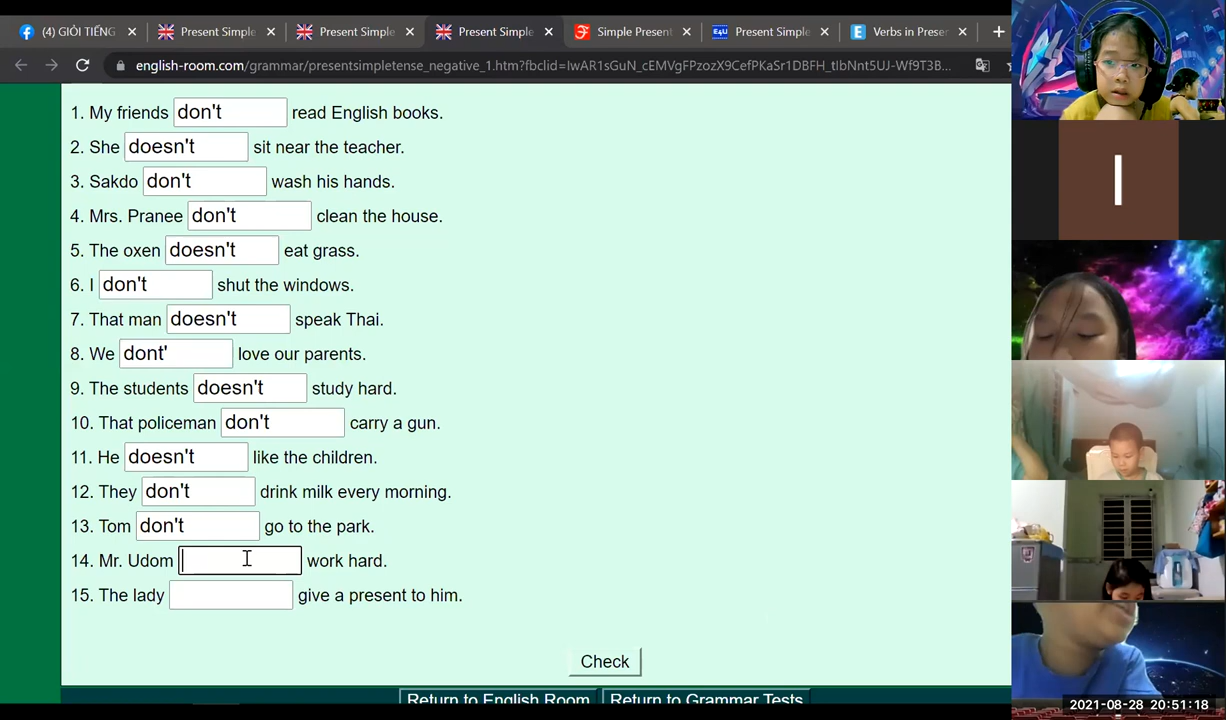 (4) GIỎI TIẾNG
Present Simple
Present Simple
Present Simple
Simple Present
E4U
Present Simple
E
Verbs in Preser
english-room.com/grammar/presentsimpletense_negative_1.htm?fbclid=IwAR1sGuN_cEMVgFPzozX9CefPKaSr1DBFH_tIbNnt5UJ-Wf9T3B...
1. My friends don't read English books.
2. She doesn't sit near the teacher.
3. Sakdo don't wash his hands.
4. Mrs. Pranee don't clean the house.
5. The oxen doesn't eat grass.
6. I don't shut the windows.
7. That man doesn't speak Thai.
8. We dont' love our parents.
9. The students doesn't study hard.
10. That policeman don't carry a gun.
11. He doesn't like the children.
12. They don't drink milk every morning.
13. Tom don't go to the park.
14. Mr. Udom work hard.
15. The lady give a present to him.
Check
Return to English Room
Return to Grammar Tests
I
2021-08-28 20:51:18